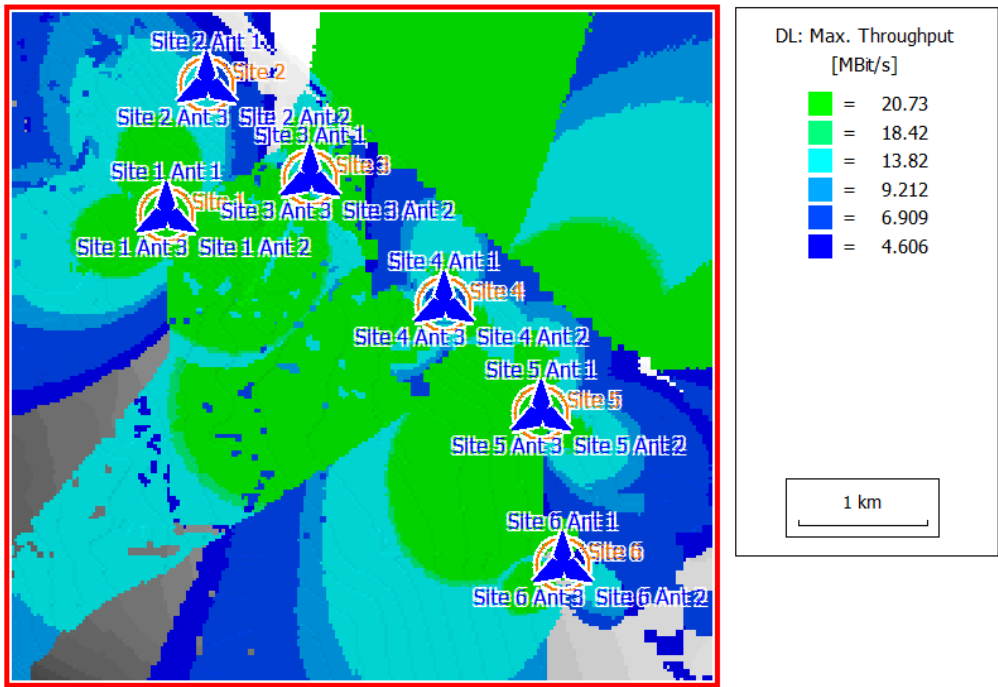 Site 2 Ant 1
Site 2
Site 2 Ant 3
Site 2 Ant 2
Site 3 Ant 1
Site 3
Site 1 Ant 1
Site 1
Site 3 Ant 3
Site 3 Ant 2
Site 1 Ant 3
Site 1 Ant 2
Site 4 Ant 1
Site 4
Site 4 Ant 3
Site 4 Ant 2
Site 5 Ant 1
Site 5
Site 5 Ant 3
Site 5 Ant 2
Site 6 Ant 1
Site 6
Site 6 Ant 3
Site 6 Ant 2
DL: Max. Throughput
[MBit/s]
= 20.73
= 18.42
= 13.82
= 9.212
= 6.909
= 4.606
1 km